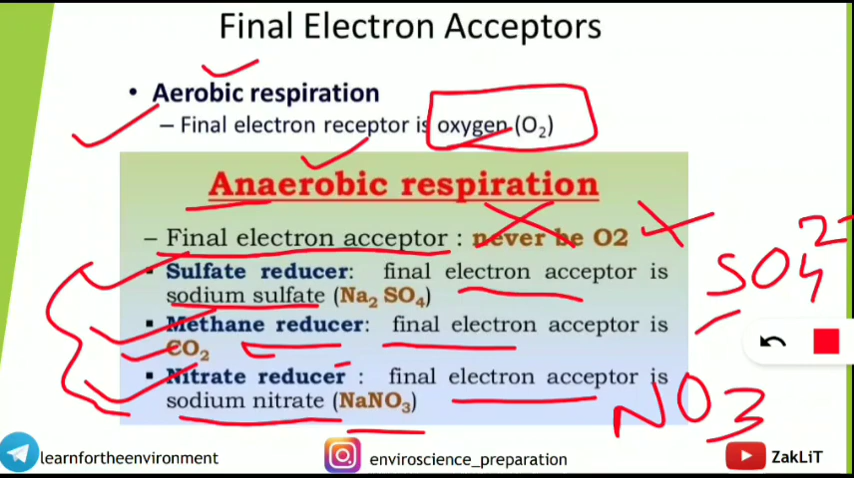 Final Electron Acceptors
• Aerobic respiration
– Final electron receptor is oxygen (O₂)
Anaerobic respiration
– Final electron acceptor : never be O2
▪ Sulfate reducer: final electron acceptor is
sodium sulfate (Na₂ SO₄)
▪ Methane reducer: final electron acceptor is
CO₂
▪ Nitrate reducer : final electron acceptor is
sodium nitrate (NaNO₃)
SO₄²⁻
NO₃
learnfortheenvironment
enviroscience_preparation
ZakLiT